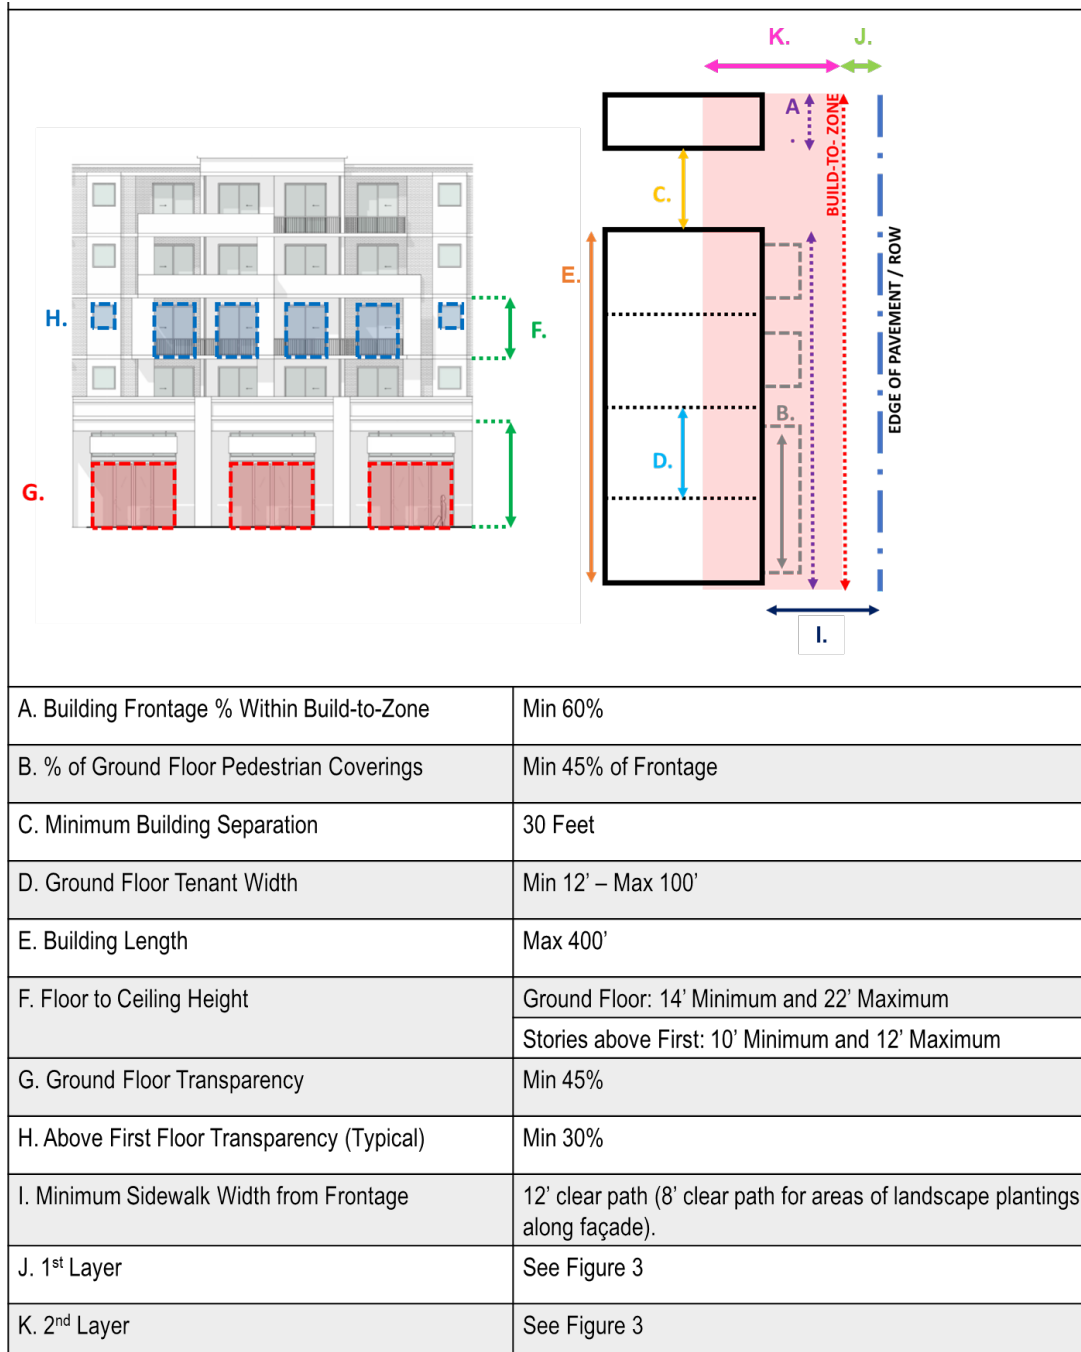 K.
J.
A
.
BUILD-TO- ZONE
C.
E.
EDGE OF PAVEMENT / ROW
H.
F.
B.
D.
G.
I.
A. Building Frontage % Within Build-to-Zone
Min 60%
B. % of Ground Floor Pedestrian Coverings
Min 45% of Frontage
C. Minimum Building Separation
30 Feet
D. Ground Floor Tenant Width
Min 12’ – Max 100’
E. Building Length
Max 400’
F. Floor to Ceiling Height
Ground Floor: 14’ Minimum and 22’ Maximum
Stories above First: 10’ Minimum and 12’ Maximum
G. Ground Floor Transparency
Min 45%
H. Above First Floor Transparency (Typical)
Min 30%
I. Minimum Sidewalk Width from Frontage
12’ clear path (8’ clear path for areas of landscape plantings
along façade).
J. 1st Layer
See Figure 3
K. 2nd Layer
See Figure 3